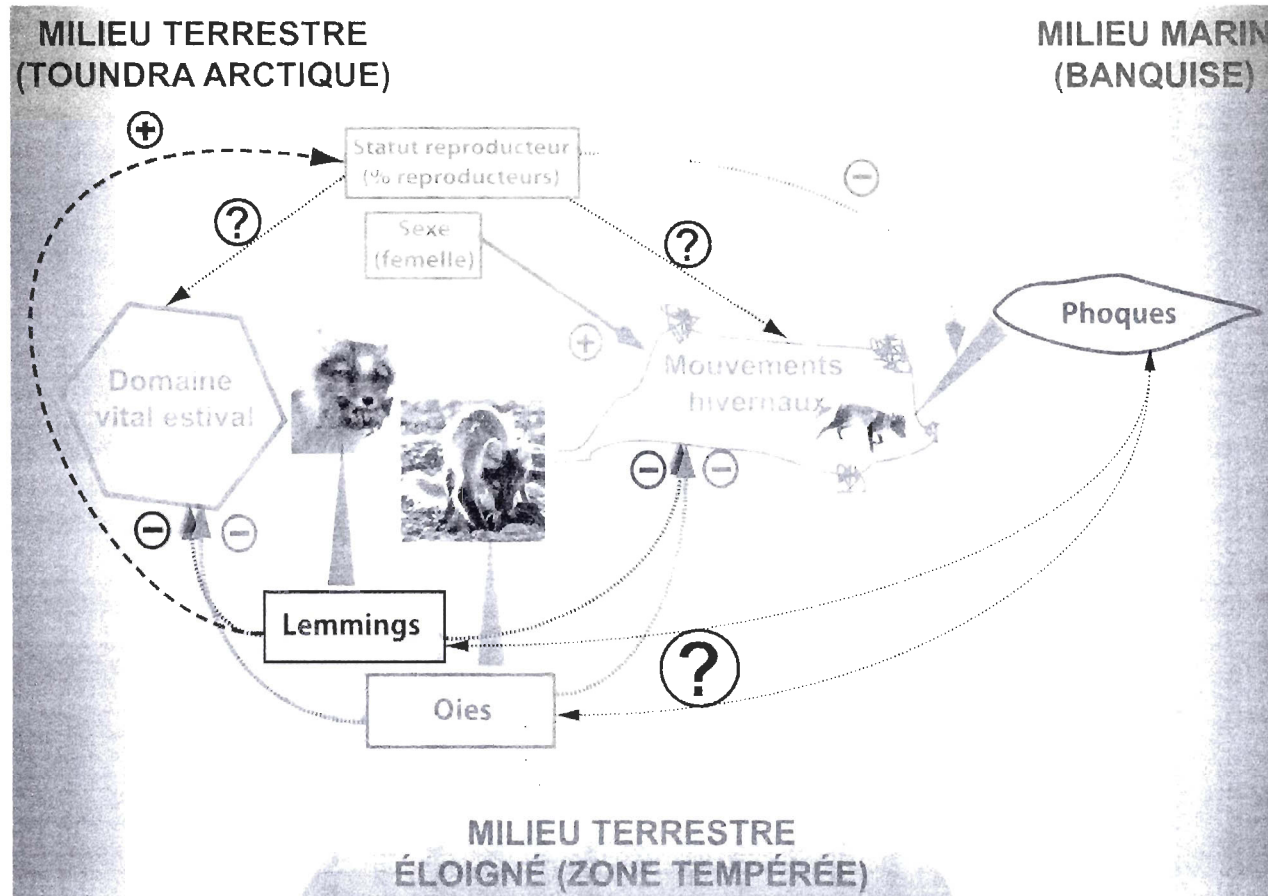 MILIEU TERRESTRE
(TOUNDRA ARCTIQUE)
MILIEU MARIN
(BANQUISE)
+
Statut reproducteur
(% reproducteurs)
−
?
Sexe
(femelle)
?
Phoques
+
Domaine
vital estival
Mouvements
hivernaux
− −
− −
Lemmings
?
Oies
MILIEU TERRESTRE
ÉLOIGNÉ (ZONE TEMPÉRÉE)